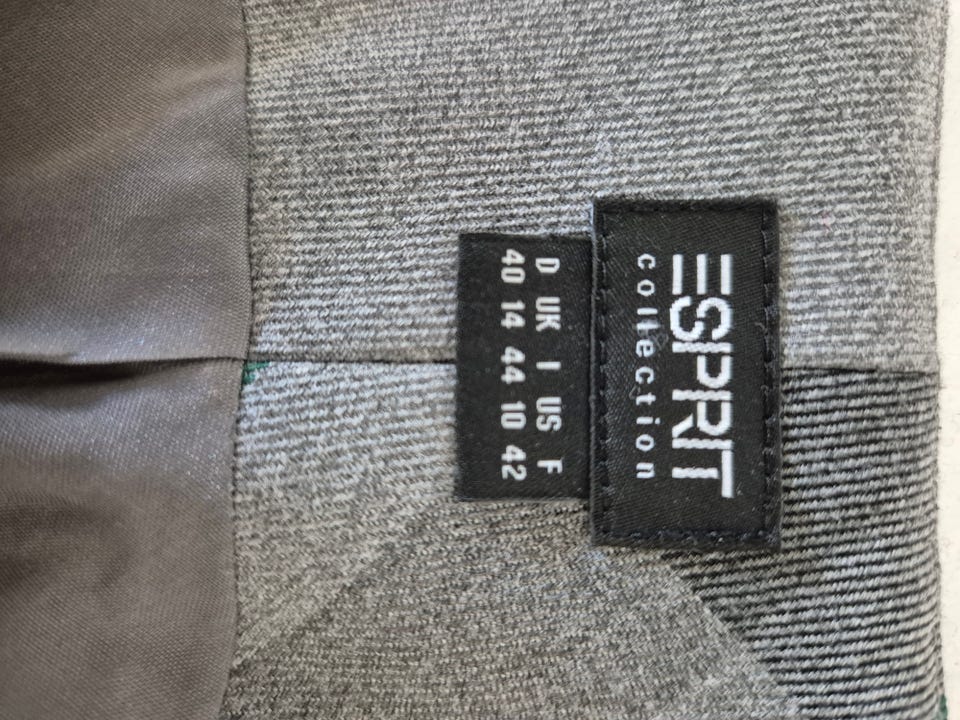 ESPRIT
collection
D UK I US F
40 14 44 10 42